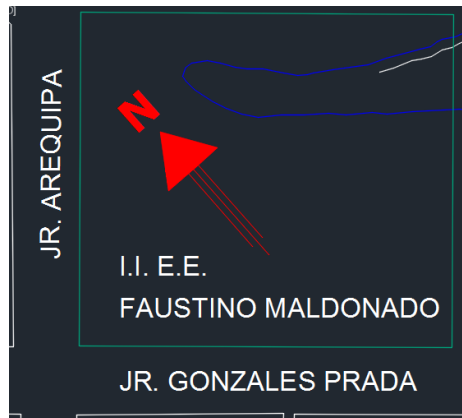 JR. AREQUIPA
N
I.I. E.E.
FAUSTINO MALDONADO
JR. GONZALES PRADA